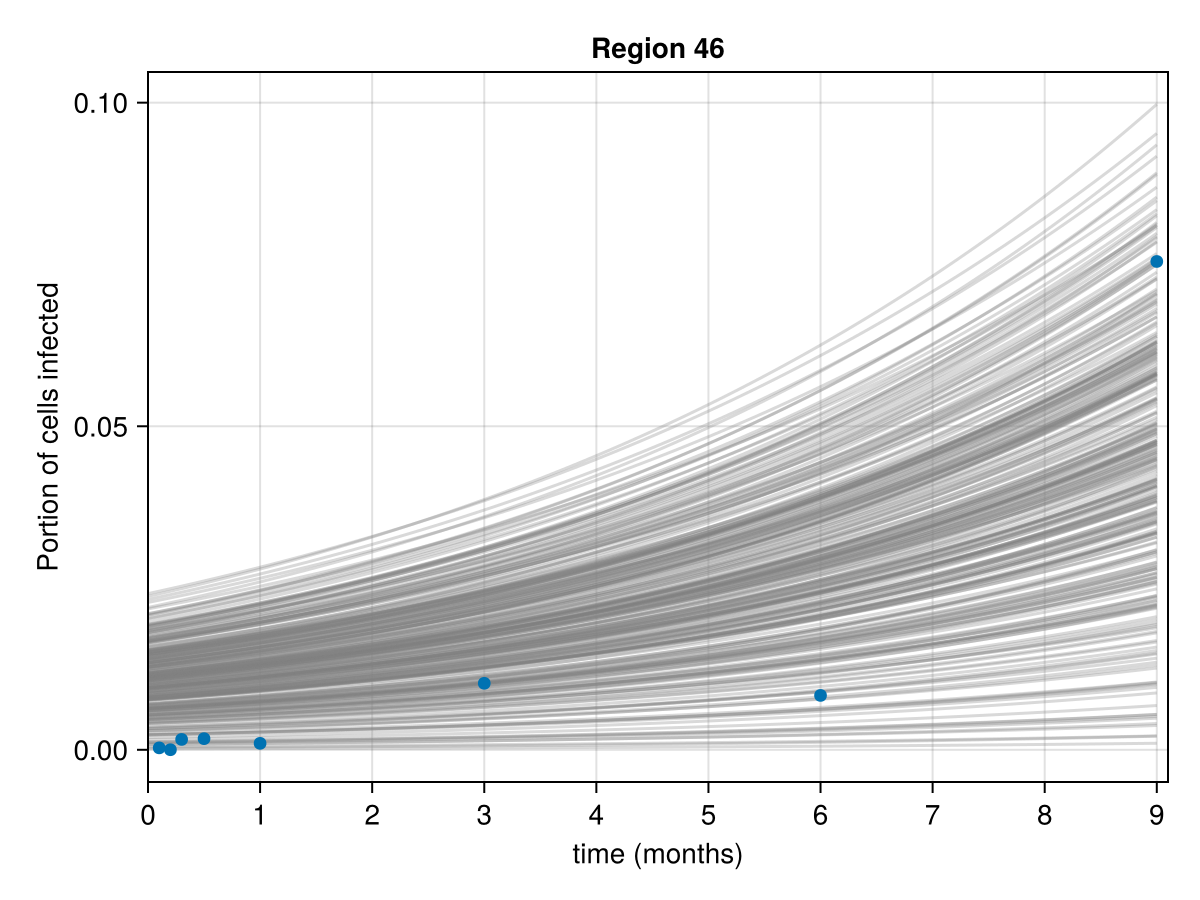 Region 46
0.10
0.05
0.00
Portion of cells infected
0 1 2 3 4 5 6 7 8 9
time (months)